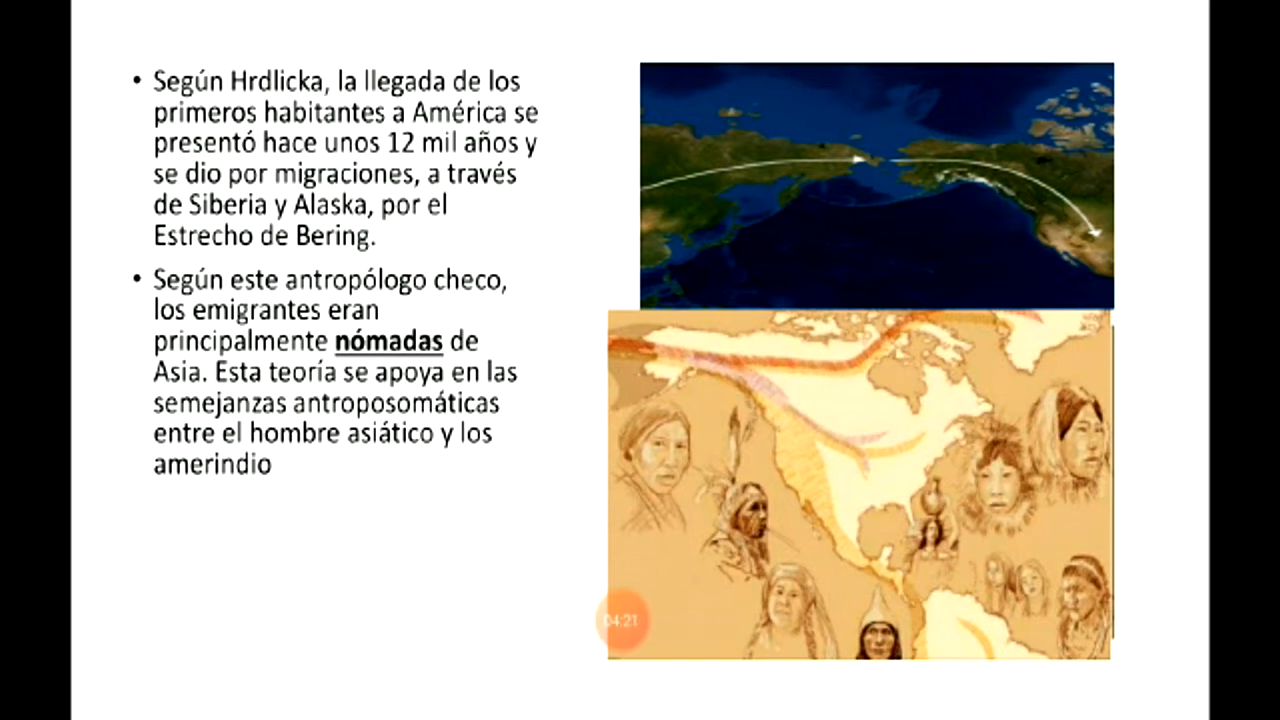 • Según Hrdlicka, la llegada de los
primeros habitantes a América se
presentó hace unos 12 mil años y
se dio por migraciones, a través
de Siberia y Alaska, por el
Estrecho de Bering.
• Según este antropólogo checo,
los emigrantes eran
principalmente nómadas de
Asia. Esta teoría se apoya en las
semejanzas antroposomáticas
entre el hombre asiático y los
amerindio
04:21